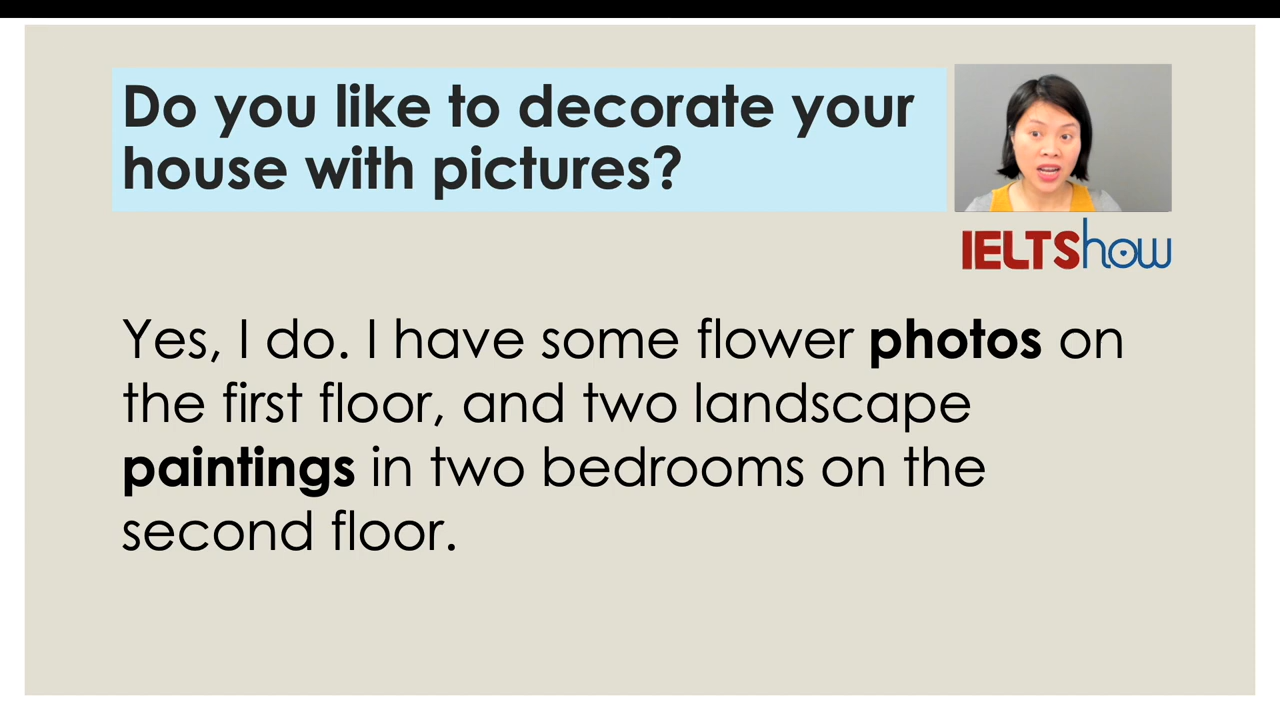 Do you like to decorate your
house with pictures?
IELTShow
Yes, I do. I have some flower photos on
the first floor, and two landscape
paintings in two bedrooms on the
second floor.